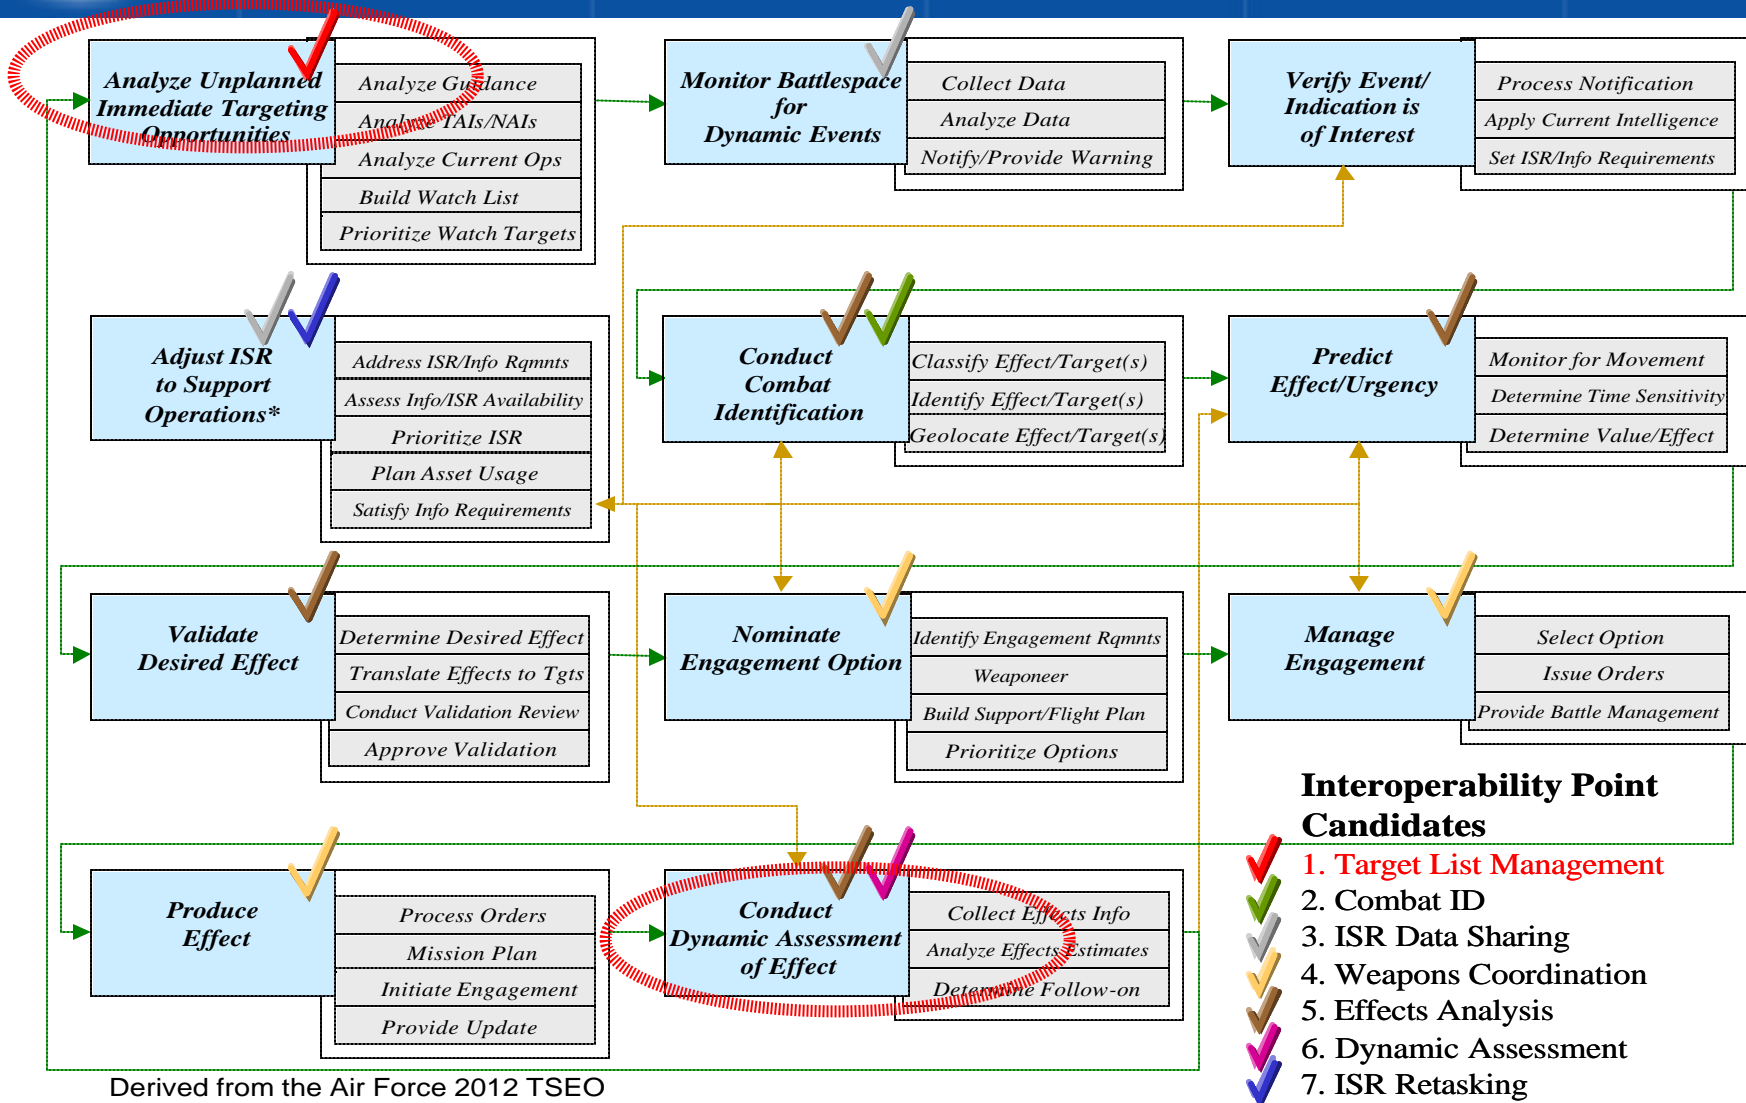 Analyze Unplanned
Immediate Targeting
Opportunities
Analyze Guidance
Analyze TAIs/NAIs
Analyze Current Ops
Build Watch List
Prioritize Watch Targets
Monitor Battlespace
for
Dynamic Events
Collect Data
Analyze Data
Notify/Provide Warning
Verify Event/
Indication is
of Interest
Process Notification
Apply Current Intelligence
Set ISR/Info Requirements
Adjust ISR
to Support
Operations*
Address ISR/Info Rqmnts
Assess Info/ISR Availability
Prioritize ISR
Plan Asset Usage
Satisfy Info Requirements
Conduct
Combat
Identification
Classify Effect/Target(s)
Identify Effect/Target(s)
Geolocate Effect/Target(s)
Predict
Effect/Urgency
Monitor for Movement
Determine Time Sensitivity
Determine Value/Effect
Validate
Desired Effect
Determine Desired Effect
Translate Effects to Tgts
Conduct Validation Review
Approve Validation
Nominate
Engagement Option
Identify Engagement Rqmnts
Weaponeer
Build Support/Flight Plan
Prioritize Options
Manage
Engagement
Select Option
Issue Orders
Provide Battle Management
Produce
Effect
Process Orders
Mission Plan
Initiate Engagement
Provide Update
Conduct
Dynamic Assessment
of Effect
Collect Effects Info
Analyze Effects Estimates
Determine Follow-on
Interoperability Point
Candidates
1. Target List Management
2. Combat ID
3. ISR Data Sharing
4. Weapons Coordination
5. Effects Analysis
6. Dynamic Assessment
7. ISR Retasking
Derived from the Air Force 2012 TSEO